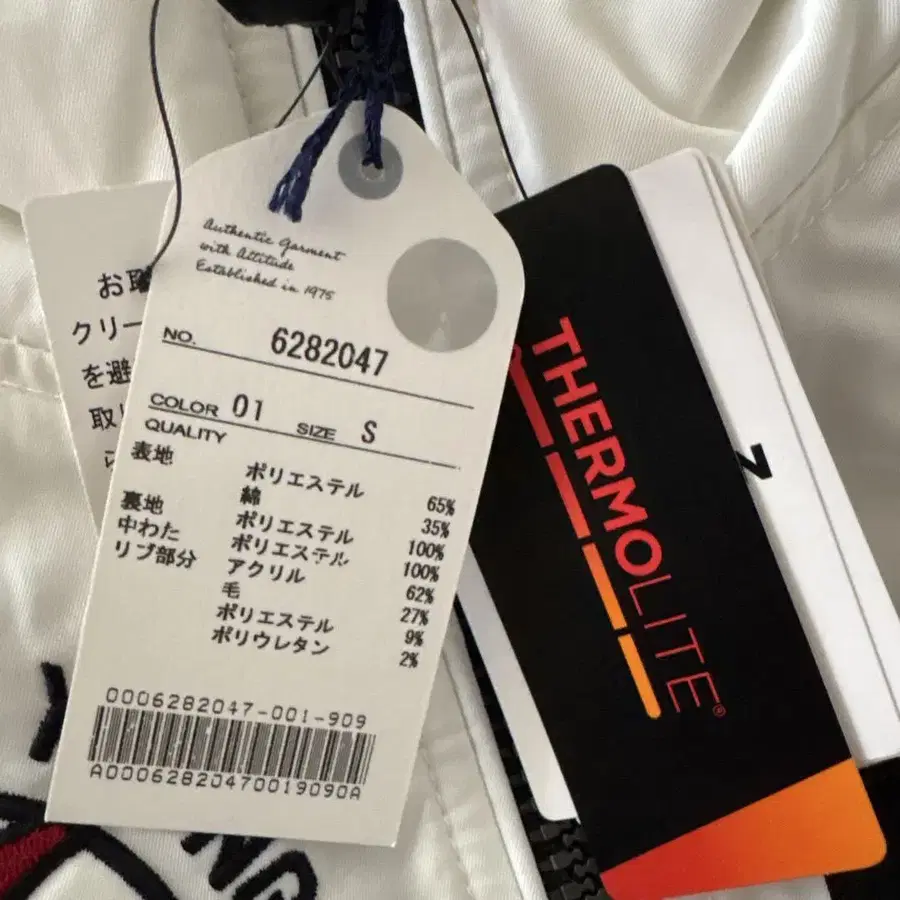 Authentic Garment
with Attitude
Established in 1975
NO. 6282047
COLOR 01 SIZE S
QUALITY
表地 ポリエステル 65%
綿 35%
裏地 ポリエステル 100%
中わた ポリエステル 100%
リブ部分 アクリル 62%
毛 27%
ポリエステル 9%
ポリウレタン 2%
0006282047-001-909
A00062820470019090A
お取
クリー
を避
取
THERMOLITE®
7